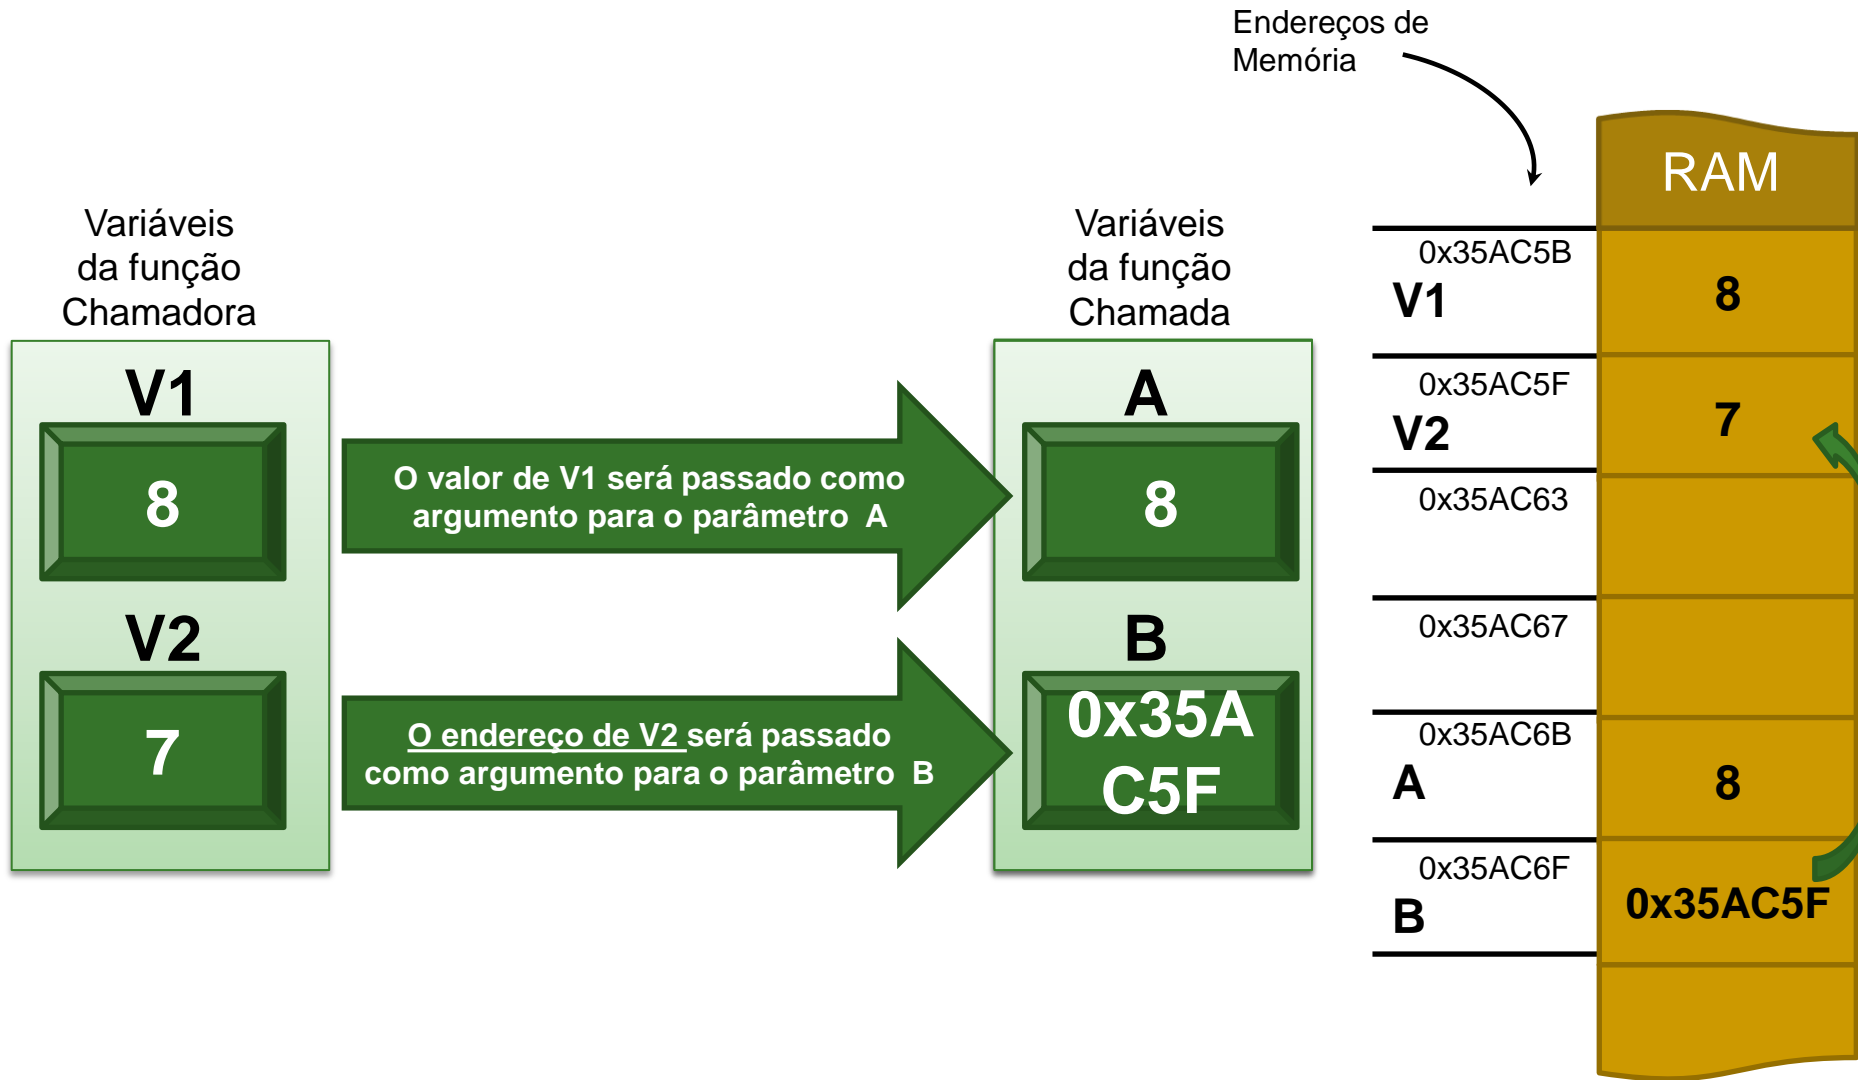 Endereços de
Memória
RAM
Variáveis
da função
Chamadora
V1
8
V2
7
O valor de V1 será passado como
argumento para o parâmetro A
O endereço de V2 será passado
como argumento para o parâmetro B
Variáveis
da função
Chamada
A
8
B
0x35A
C5F
0x35AC5B
V1
8
0x35AC5F
V2
7
0x35AC63
0x35AC67
0x35AC6B
A
8
0x35AC6F
B
0x35AC5F